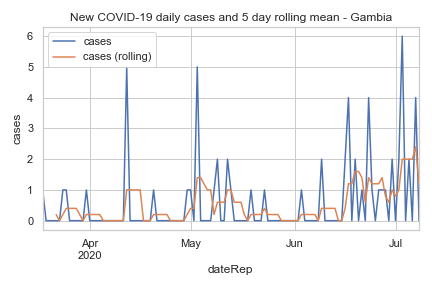 New COVID-19 daily cases and 5 day rolling mean - Gambia
cases
cases (rolling)
6
5
4
3
2
1
0
cases
Apr
2020
May
Jun
Jul
dateRep